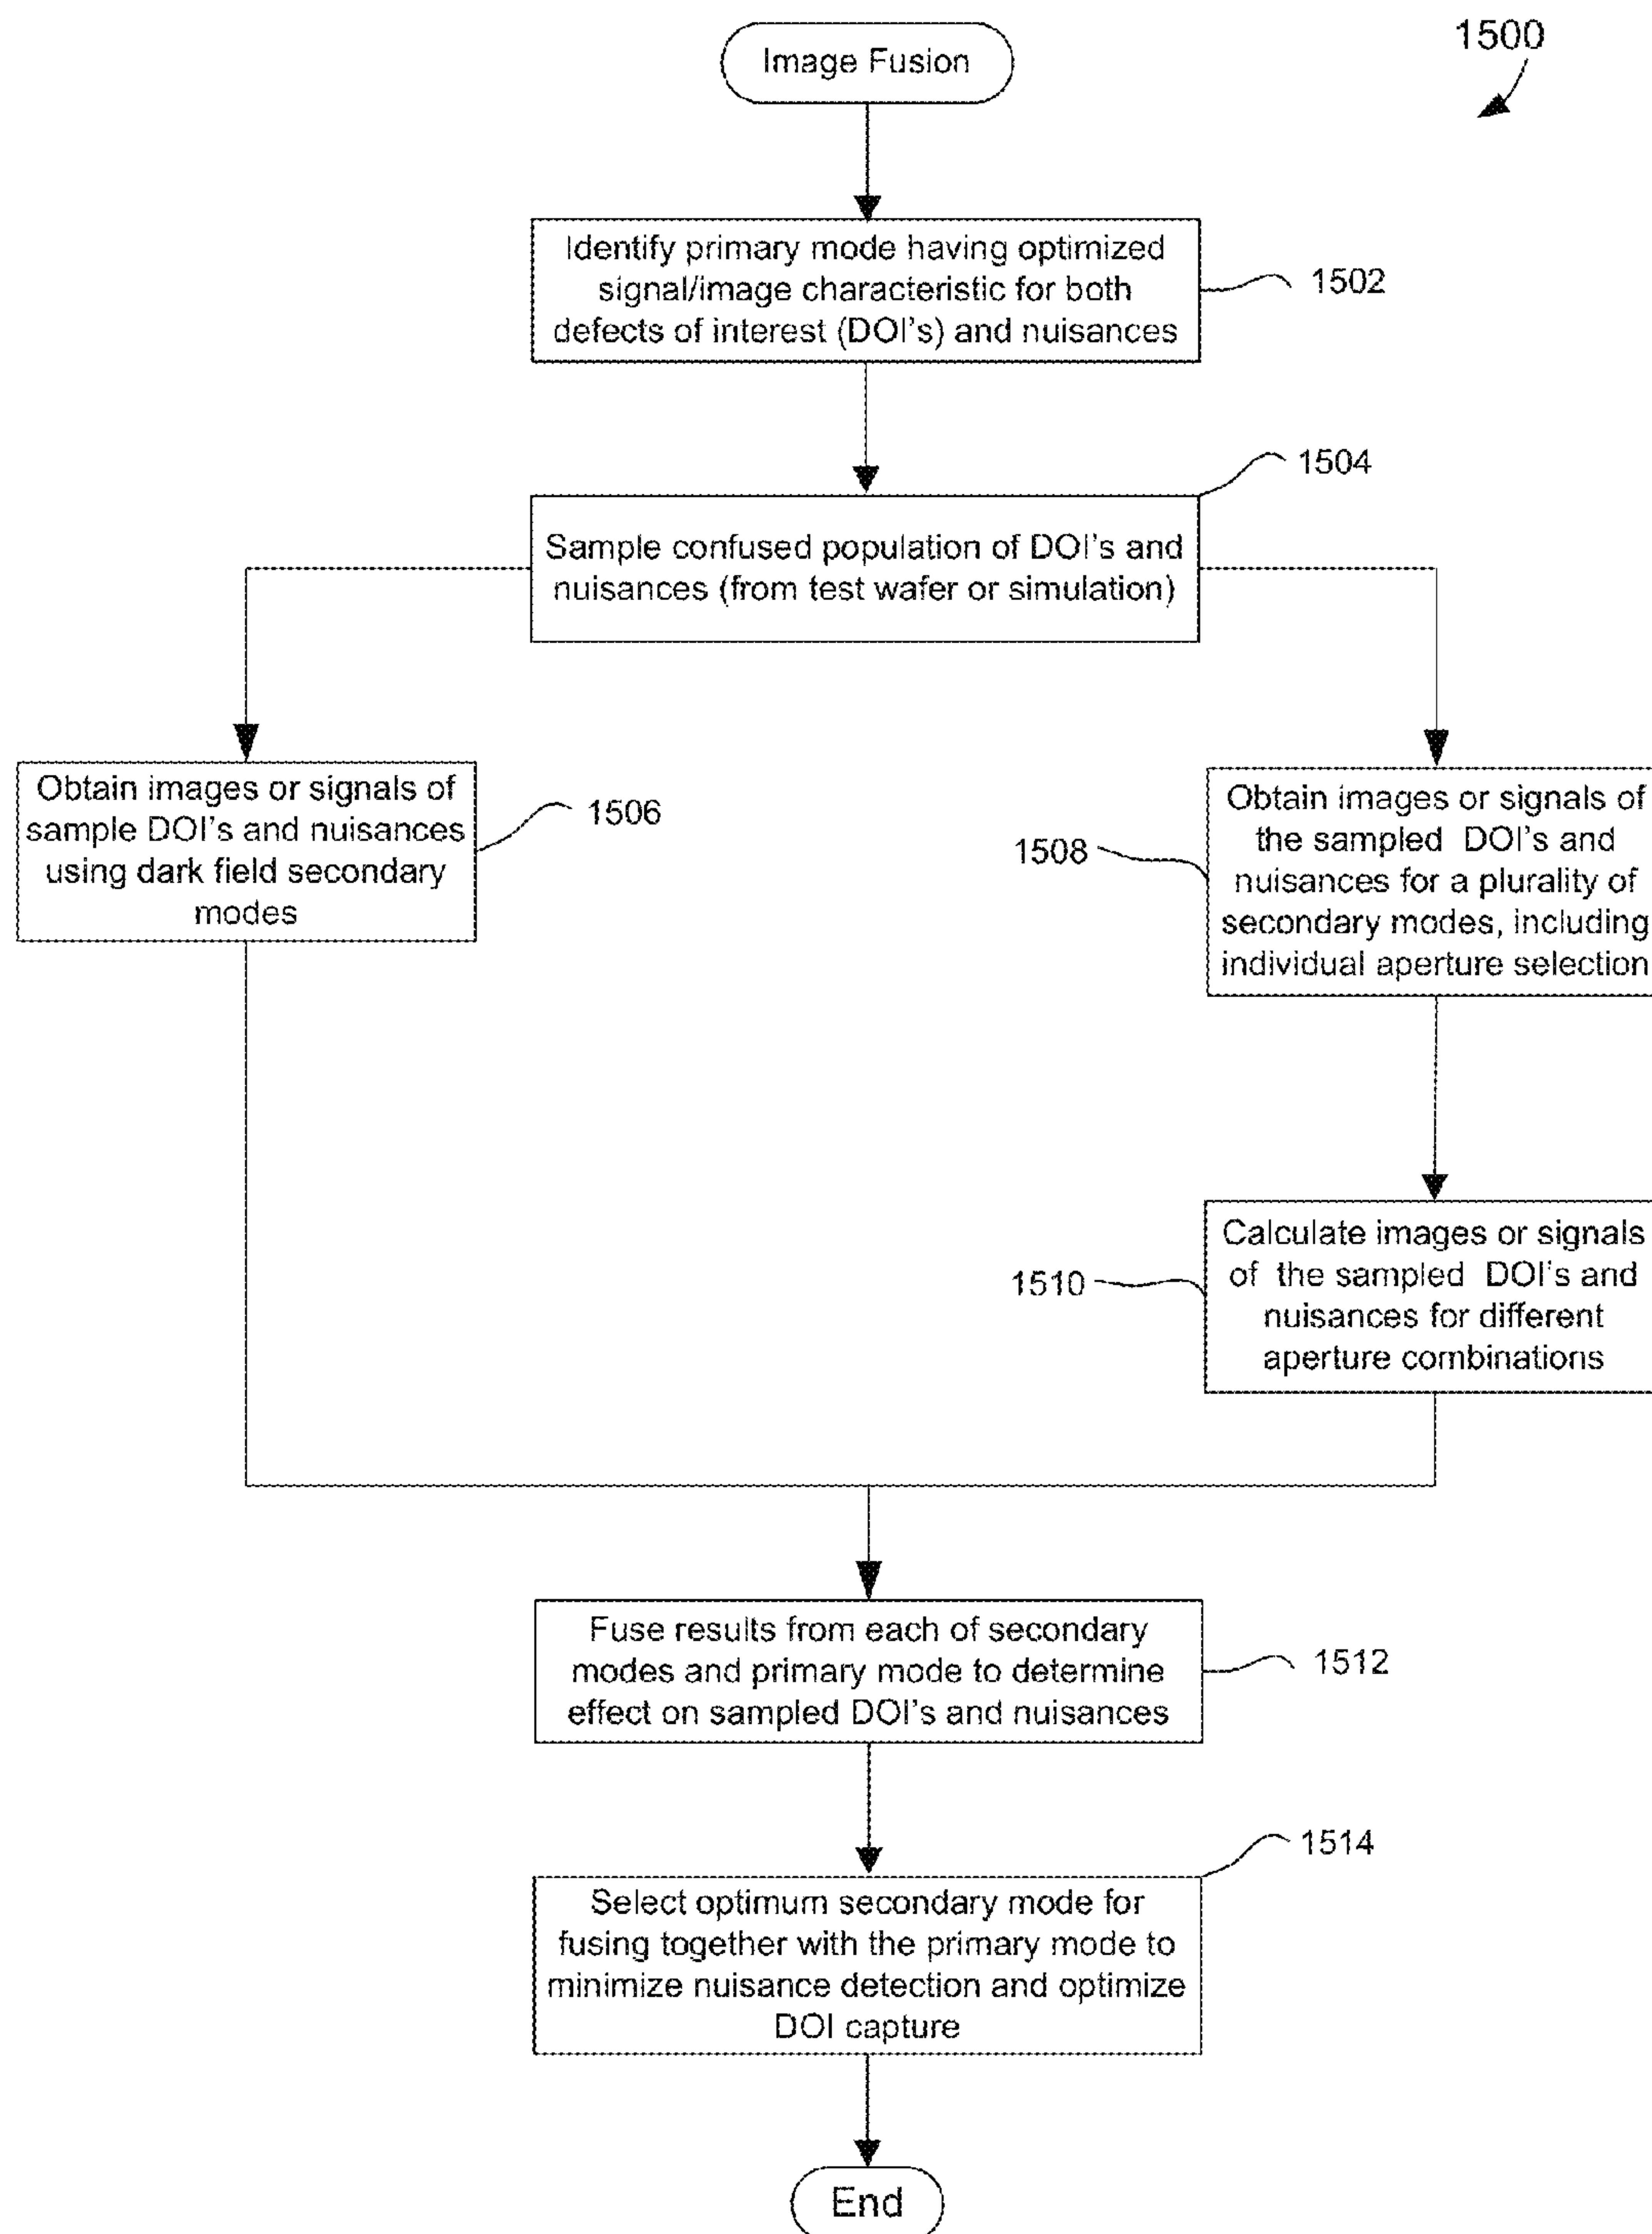 1500
Image Fusion
Identify primary mode having optimized
signal/image characteristic for both
defects of interest (DOI's) and nuisances
1502
1504
Sample confused population of DOI's and
nuisances (from test wafer or simulation)
Obtain images or signals of
sample DOI's and nuisances
using dark field secondary
modes
1506
1508
Obtain images or signals of
the sampled DOI's and
nuisances for a plurality of
secondary modes, including
individual aperture selection
1510
Calculate images or signals
of the sampled DOI's and
nuisances for different
aperture combinations
Fuse results from each of secondary
modes and primary mode to determine
effect on sampled DOI's and nuisances
1512
1514
Select optimum secondary mode for
fusing together with the primary mode to
minimize nuisance detection and optimize
DOI capture
End